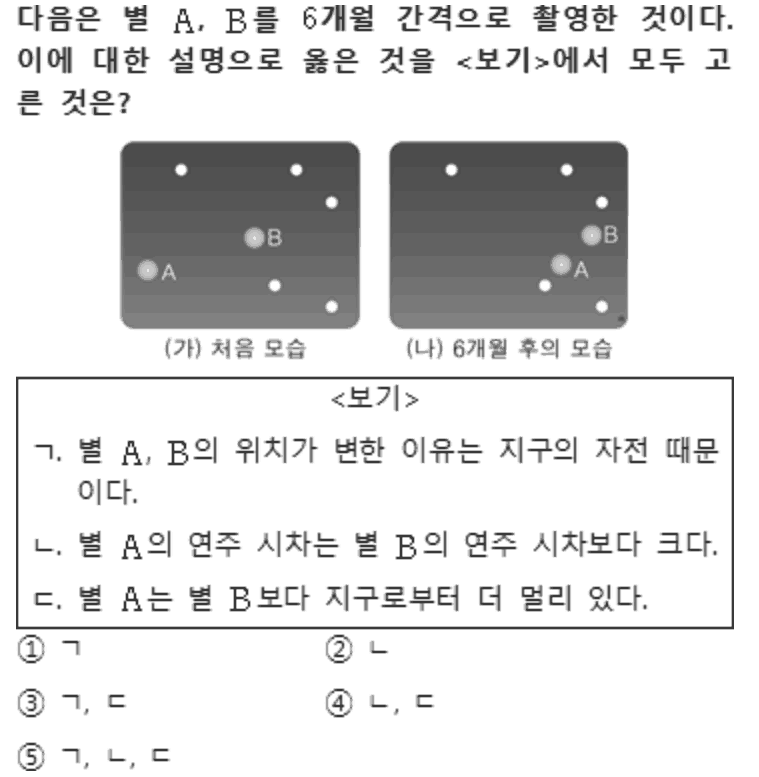 다음은 별 A, B를 6개월 간격으로 촬영한 것이다.
이에 대한 설명으로 옳은 것을 <보기>에서 모두 고
른 것은?
B
A
B
A
(가) 처음 모습
(나) 6개월 후의 모습
<보기>
ㄱ. 별 A, B의 위치가 변한 이유는 지구의 자전 때문
이다.
ㄴ. 별 A의 연주 시차는 별 B의 연주 시차보다 크다.
ㄷ. 별 A는 별 B보다 지구로부터 더 멀리 있다.
① ㄱ
② ㄴ
③ ㄱ, ㄷ
④ ㄴ, ㄷ
⑤ ㄱ, ㄴ, ㄷ